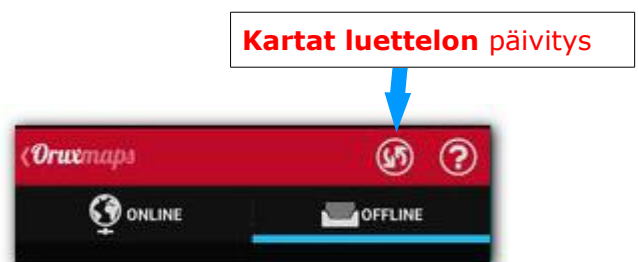 Kartat luettelon päivitys
Oruxmaps
?
ONLINE
OFFLINE